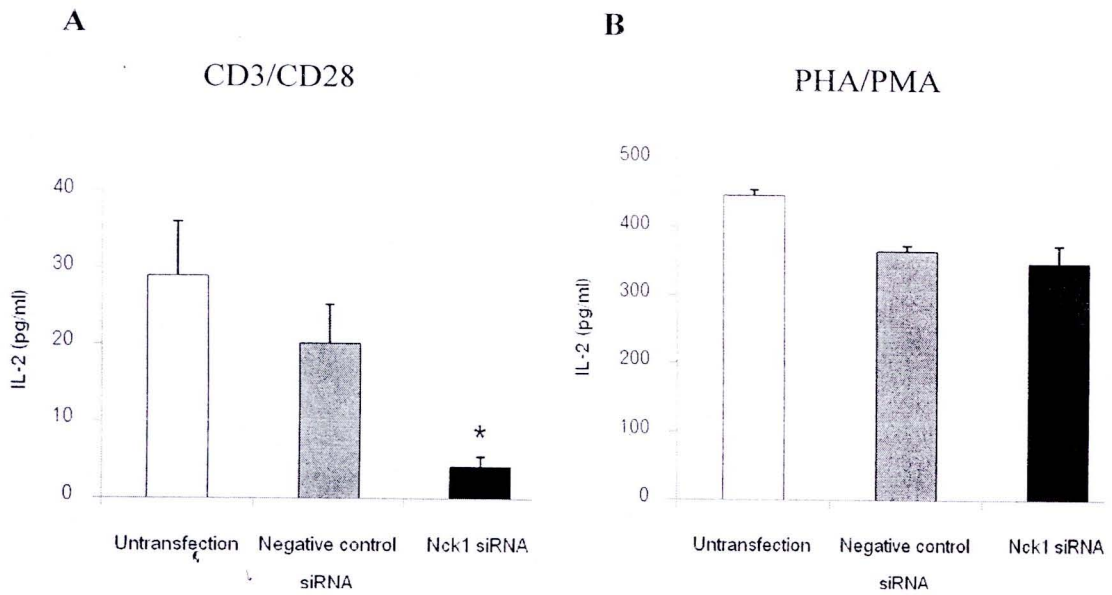 A
CD3/CD28
40
30
20
10
0
IL-2 (pg/ml)
*
Untransfection Negative control Nck1 siRNA
siRNA
B
PHA/PMA
500
400
300
200
100
0
IL-2 (pg/ml)
Untransfection Negative control Nck1 siRNA
siRNA